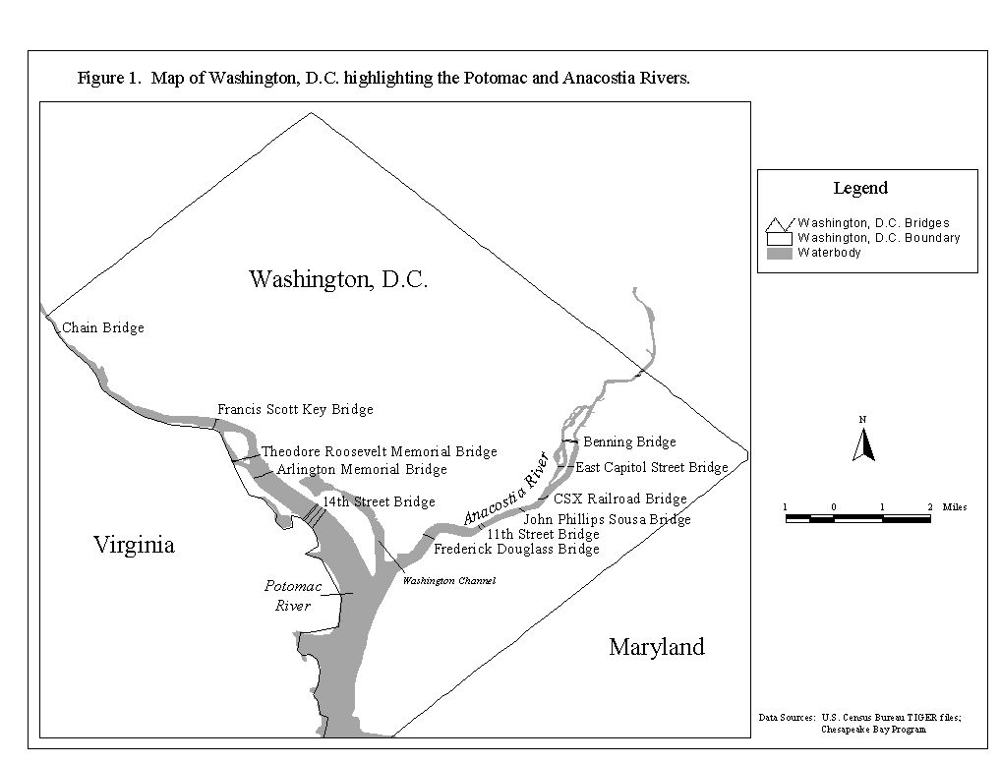 Figure 1. Map of Washington, D.C. highlighting the Potomac and Anacostia Rivers.
Legend
Washington, D.C. Bridges
Washington, D.C. Boundary
Waterbody
Washington, D.C.
Chain Bridge
Francis Scott Key Bridge
Theodore Roosevelt Memorial Bridge
Arlington Memorial Bridge
14th Street Bridge
Benning Bridge
East Capitol Street Bridge
Anacostia River
CSX Railroad Bridge
John Phillips Sousa Bridge
11th Street Bridge
Frederick Douglass Bridge
Washington Channel
Virginia
Potomac
River
Maryland
N
1 0 1 2 Miles
Data Sources: U.S. Census Bureau TIGER files;
Chesapeake Bay Program